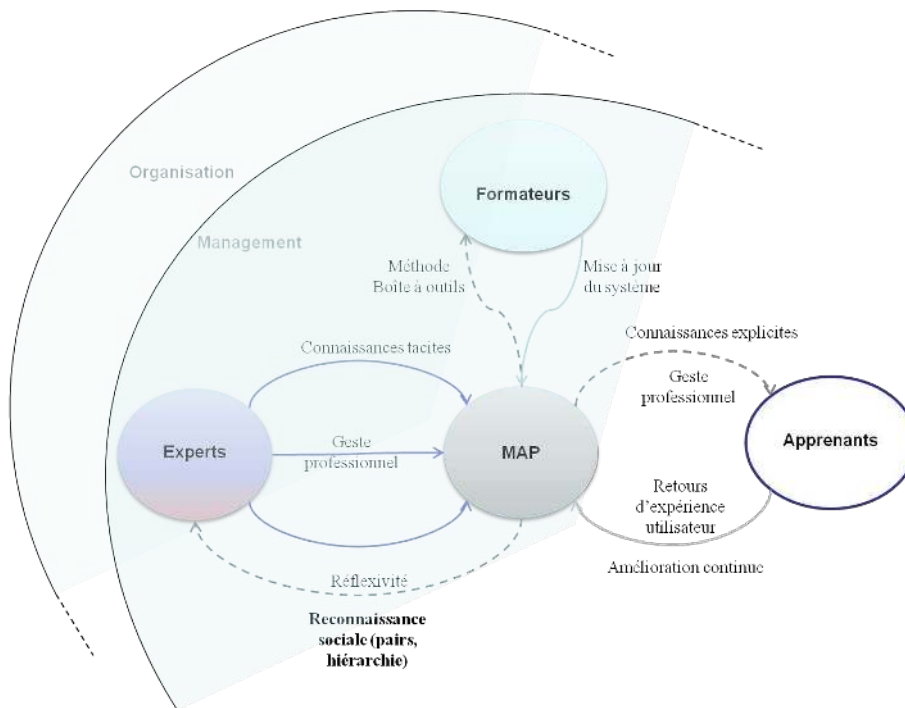 Organisation
Management
Formateurs
Méthode
Boîte à outils
Mise à jour
du système
Connaissances tacites
Connaissances explicites
Geste
professionnel
Experts
Geste
professionnel
MAP
Apprenants
Retours
d'expérience
utilisateur
Amélioration continue
Réflexivité
Reconnaissance
sociale (pairs,
hiérarchie)